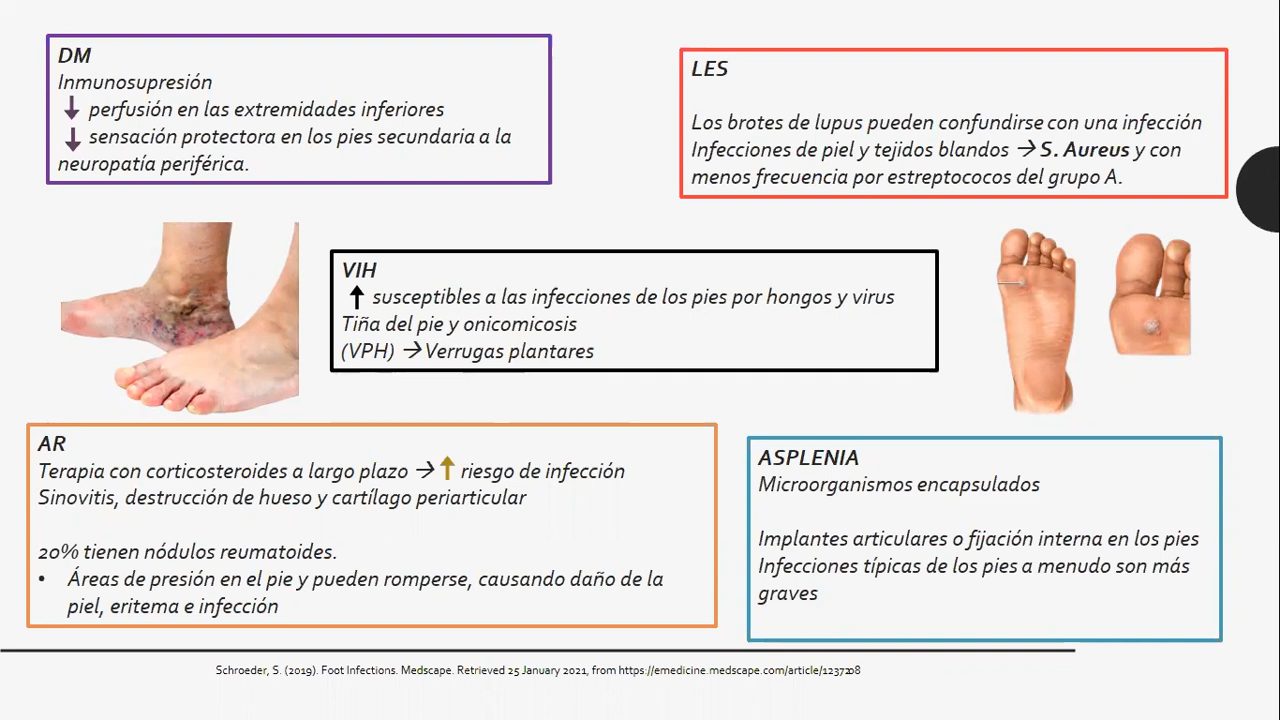 DM
Inmunosupresión
↓ perfusión en las extremidades inferiores
↓ sensación protectora en los pies secundaria a la
neuropatía periférica.
LES
Los brotes de lupus pueden confundirse con una infección
Infecciones de piel y tejidos blandos → S. Aureus y con
menos frecuencia por estreptococos del grupo A.
VIH
↑ susceptibles a las infecciones de los pies por hongos y virus
Tiña del pie y onicomicosis
(VPH) → Verrugas plantares
AR
Terapia con corticosteroides a largo plazo → ↑ riesgo de infección
Sinovitis, destrucción de hueso y cartílago periarticular
20% tienen nódulos reumatoides.
• Áreas de presión en el pie y pueden romperse, causando daño de la
piel, eritema e infección
ASPLENIA
Microorganismos encapsulados
Implantes articulares o fijación interna en los pies
Infecciones típicas de los pies a menudo son más
graves
Schroeder, S. (2019). Foot Infections. Medscape. Retrieved 25 January 2021, from https://emedicine.medscape.com/article/1237208